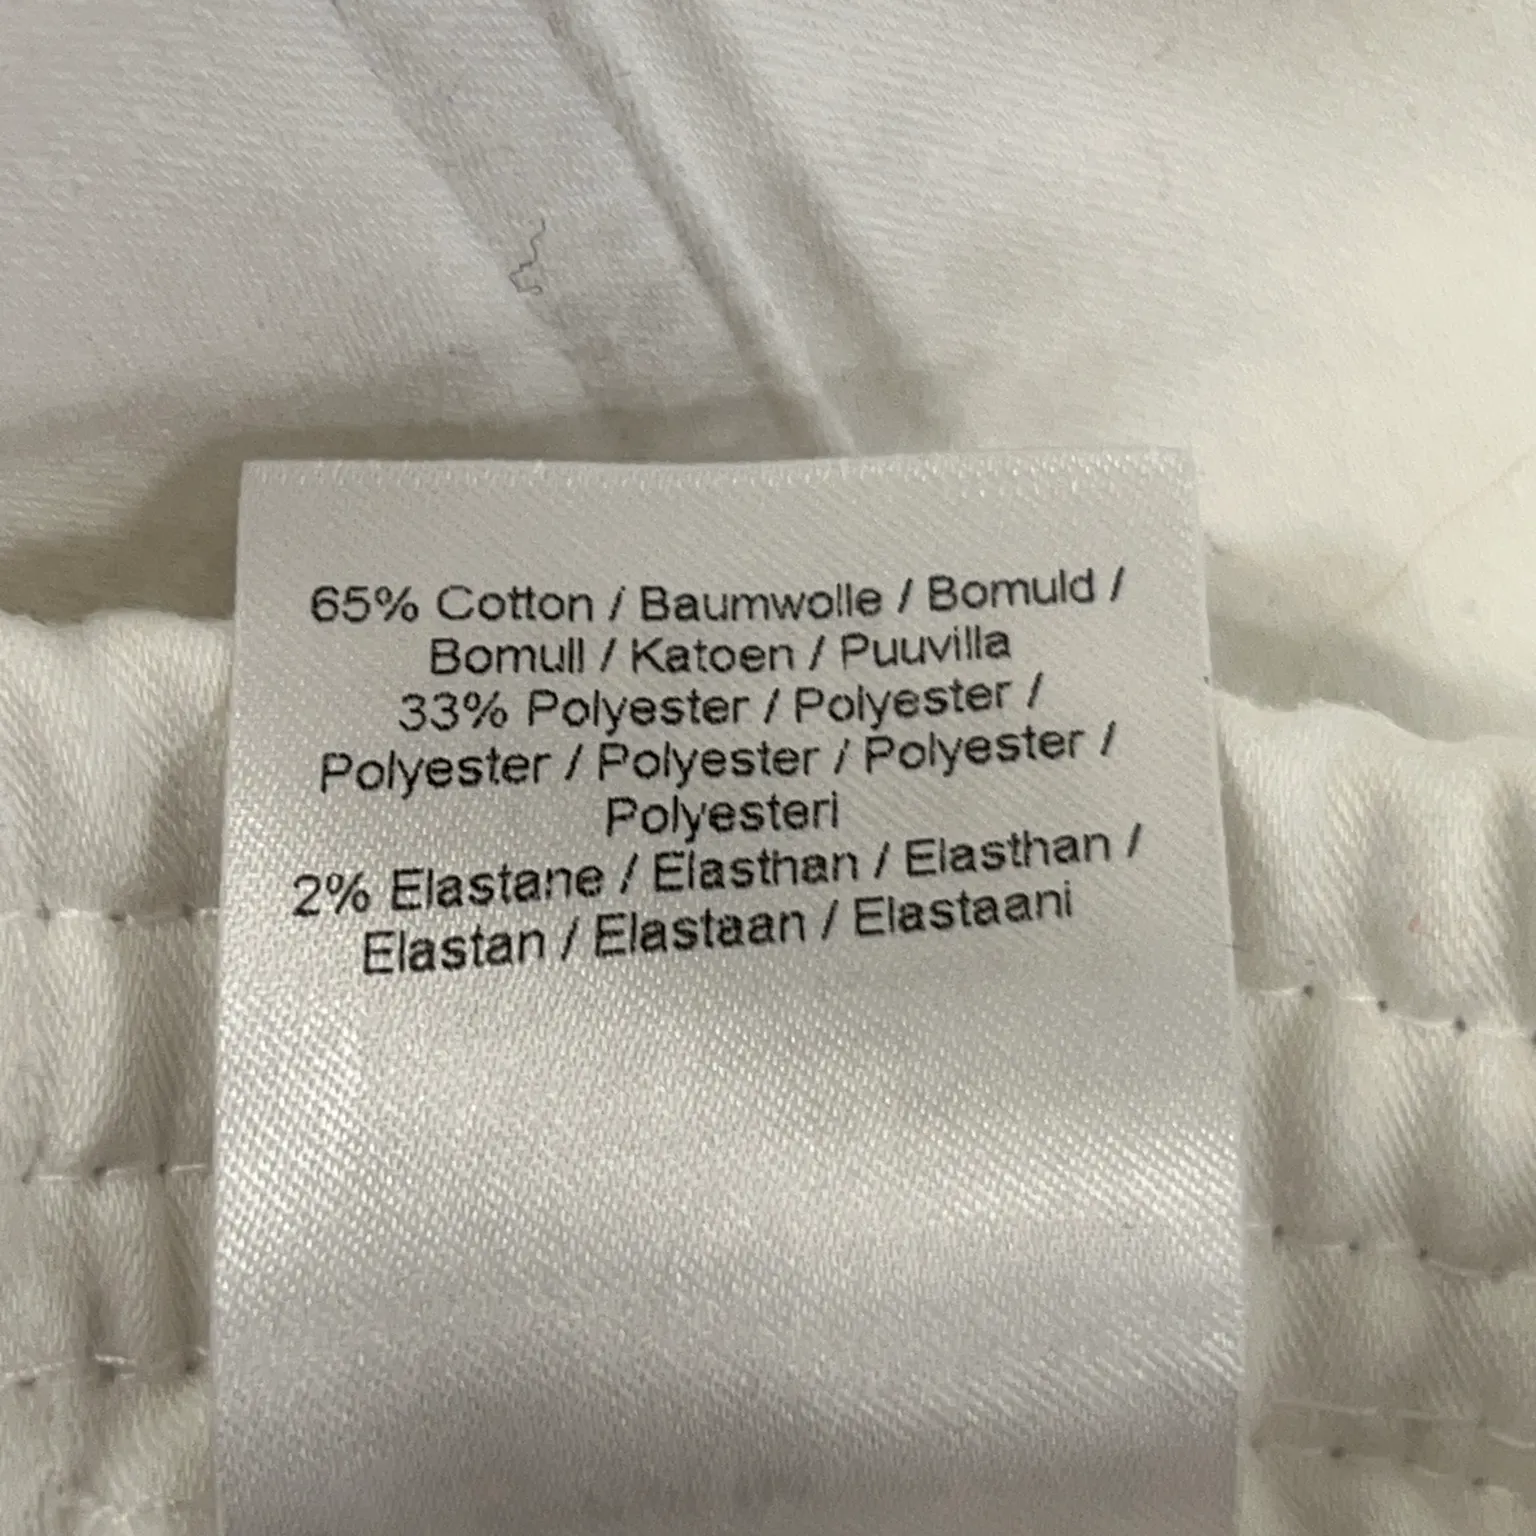 65% Cotton / Baumwolle / Bomuld /
Bomull / Katoen / Puuvilla
33% Polyester / Polyester /
Polyester / Polyester / Polyester /
Polyesteri
2% Elastane / Elasthan / Elasthan /
Elastan / Elastaan / Elastaani